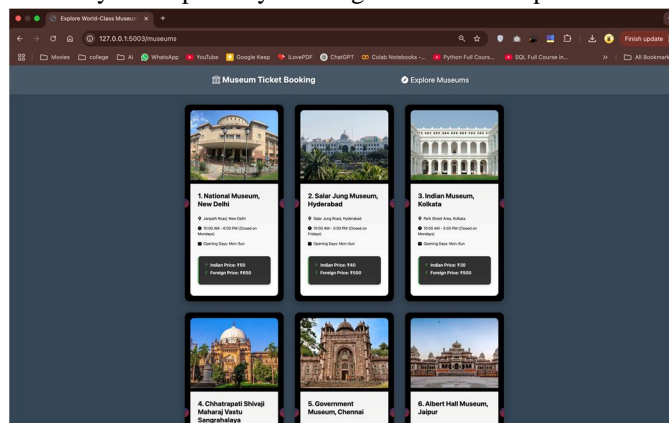 Explore World-Class Museum
127.0.0.1:5003/museums
Finish update
Movies
college
Ai
WhatsApp
YouTube
Google Keep
iLovePDF
ChatGPT
Colab Notebooks -...
Python Full Cours...
SQL Full Course in...
»
All Bookmark
Museum Ticket Booking
Explore Museums
1. National Museum,
New Delhi
Janpath Road, New Delhi
10:00 AM - 6:00 PM (Closed on
Mondays)
Opening Days: Mon-Sun
Indian Price: ₹50
Foreign Price: ₹650
2. Salar Jung Museum,
Hyderabad
Salar Jung Road, Hyderabad
10:00 AM - 5:00 PM (Closed on
Fridays)
Opening Days: Mon-Sun
Indian Price: ₹40
Foreign Price: ₹500
3. Indian Museum,
Kolkata
Park Street Area, Kolkata
10:00 AM - 5:00 PM (Closed on
Mondays)
Opening Days: Mon-Sun
Indian Price: ₹30
Foreign Price: ₹500
4. Chhatrapati Shivaji
Maharaj Vastu
Sangrahalaya
5. Government
Museum, Chennai
6. Albert Hall Museum,
Jaipur